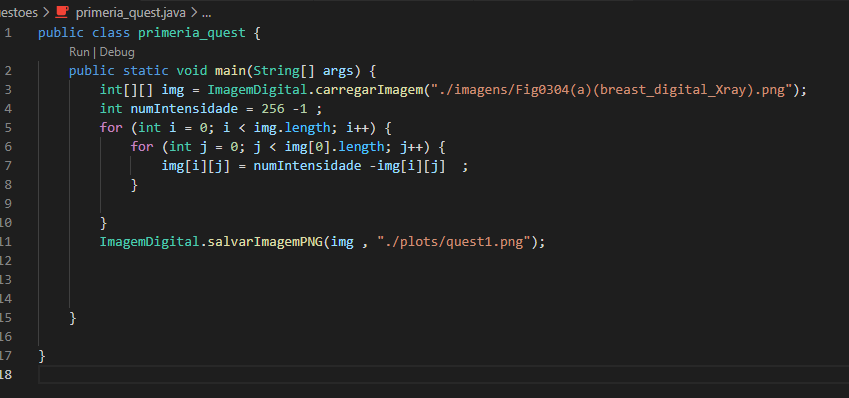 estoes > primeria_quest.java > ...
1 public class primeria_quest {
Run | Debug
2 public static void main(String[] args) {
3 int[][] img = ImagemDigital.carregarImagem("./imagens/Fig0304(a)(breast_digital_Xray).png");
4 int numIntensidade = 256 -1 ;
5 for (int i = 0; i < img.length; i++) {
6 for (int j = 0; j < img[0].length; j++) {
7 img[i][j] = numIntensidade -img[i][j]  ;
8 }
9
10 }
11 ImagemDigital.salvarImagemPNG(img , "./plots/quest1.png");
12
13
14
15 }
16
17 }
18